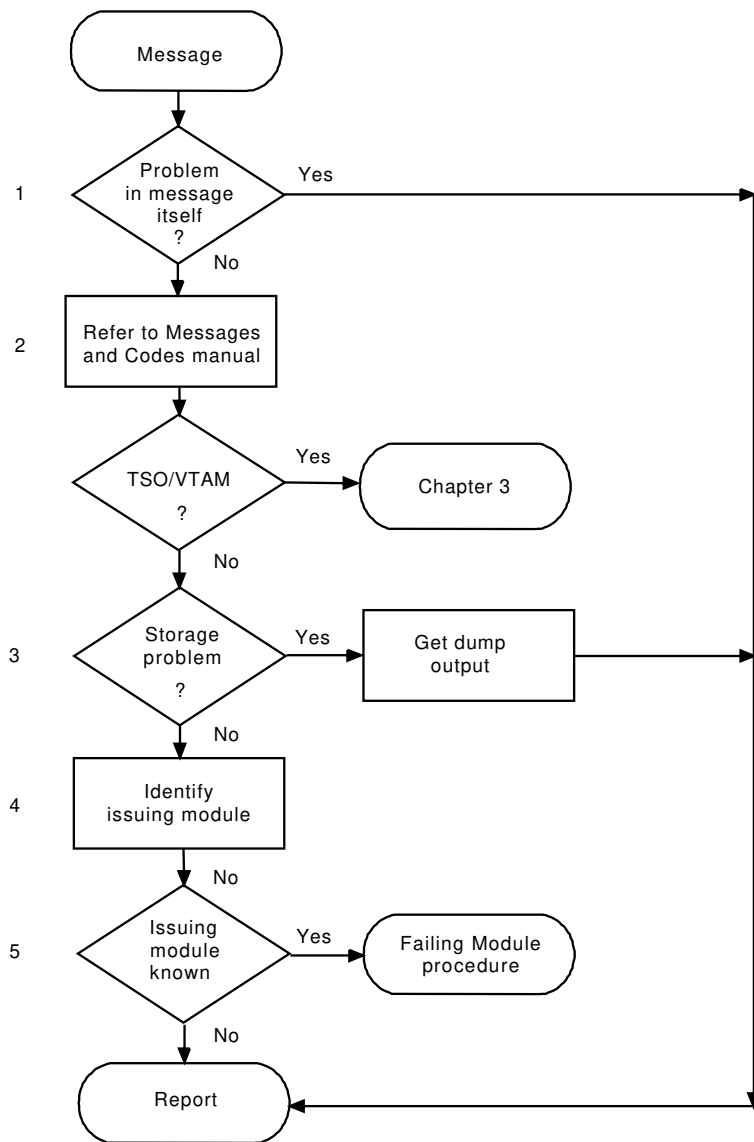 Message
Problem
in message
itself
?
Yes
1
No
Refer to Messages
and Codes manual
2
TSO/VTAM
?
Yes
Chapter 3
No
Storage
problem
?
Yes
Get dump
output
3
No
Identify
issuing module
4
No
Issuing
module
known
Yes
Failing Module
procedure
5
No
Report